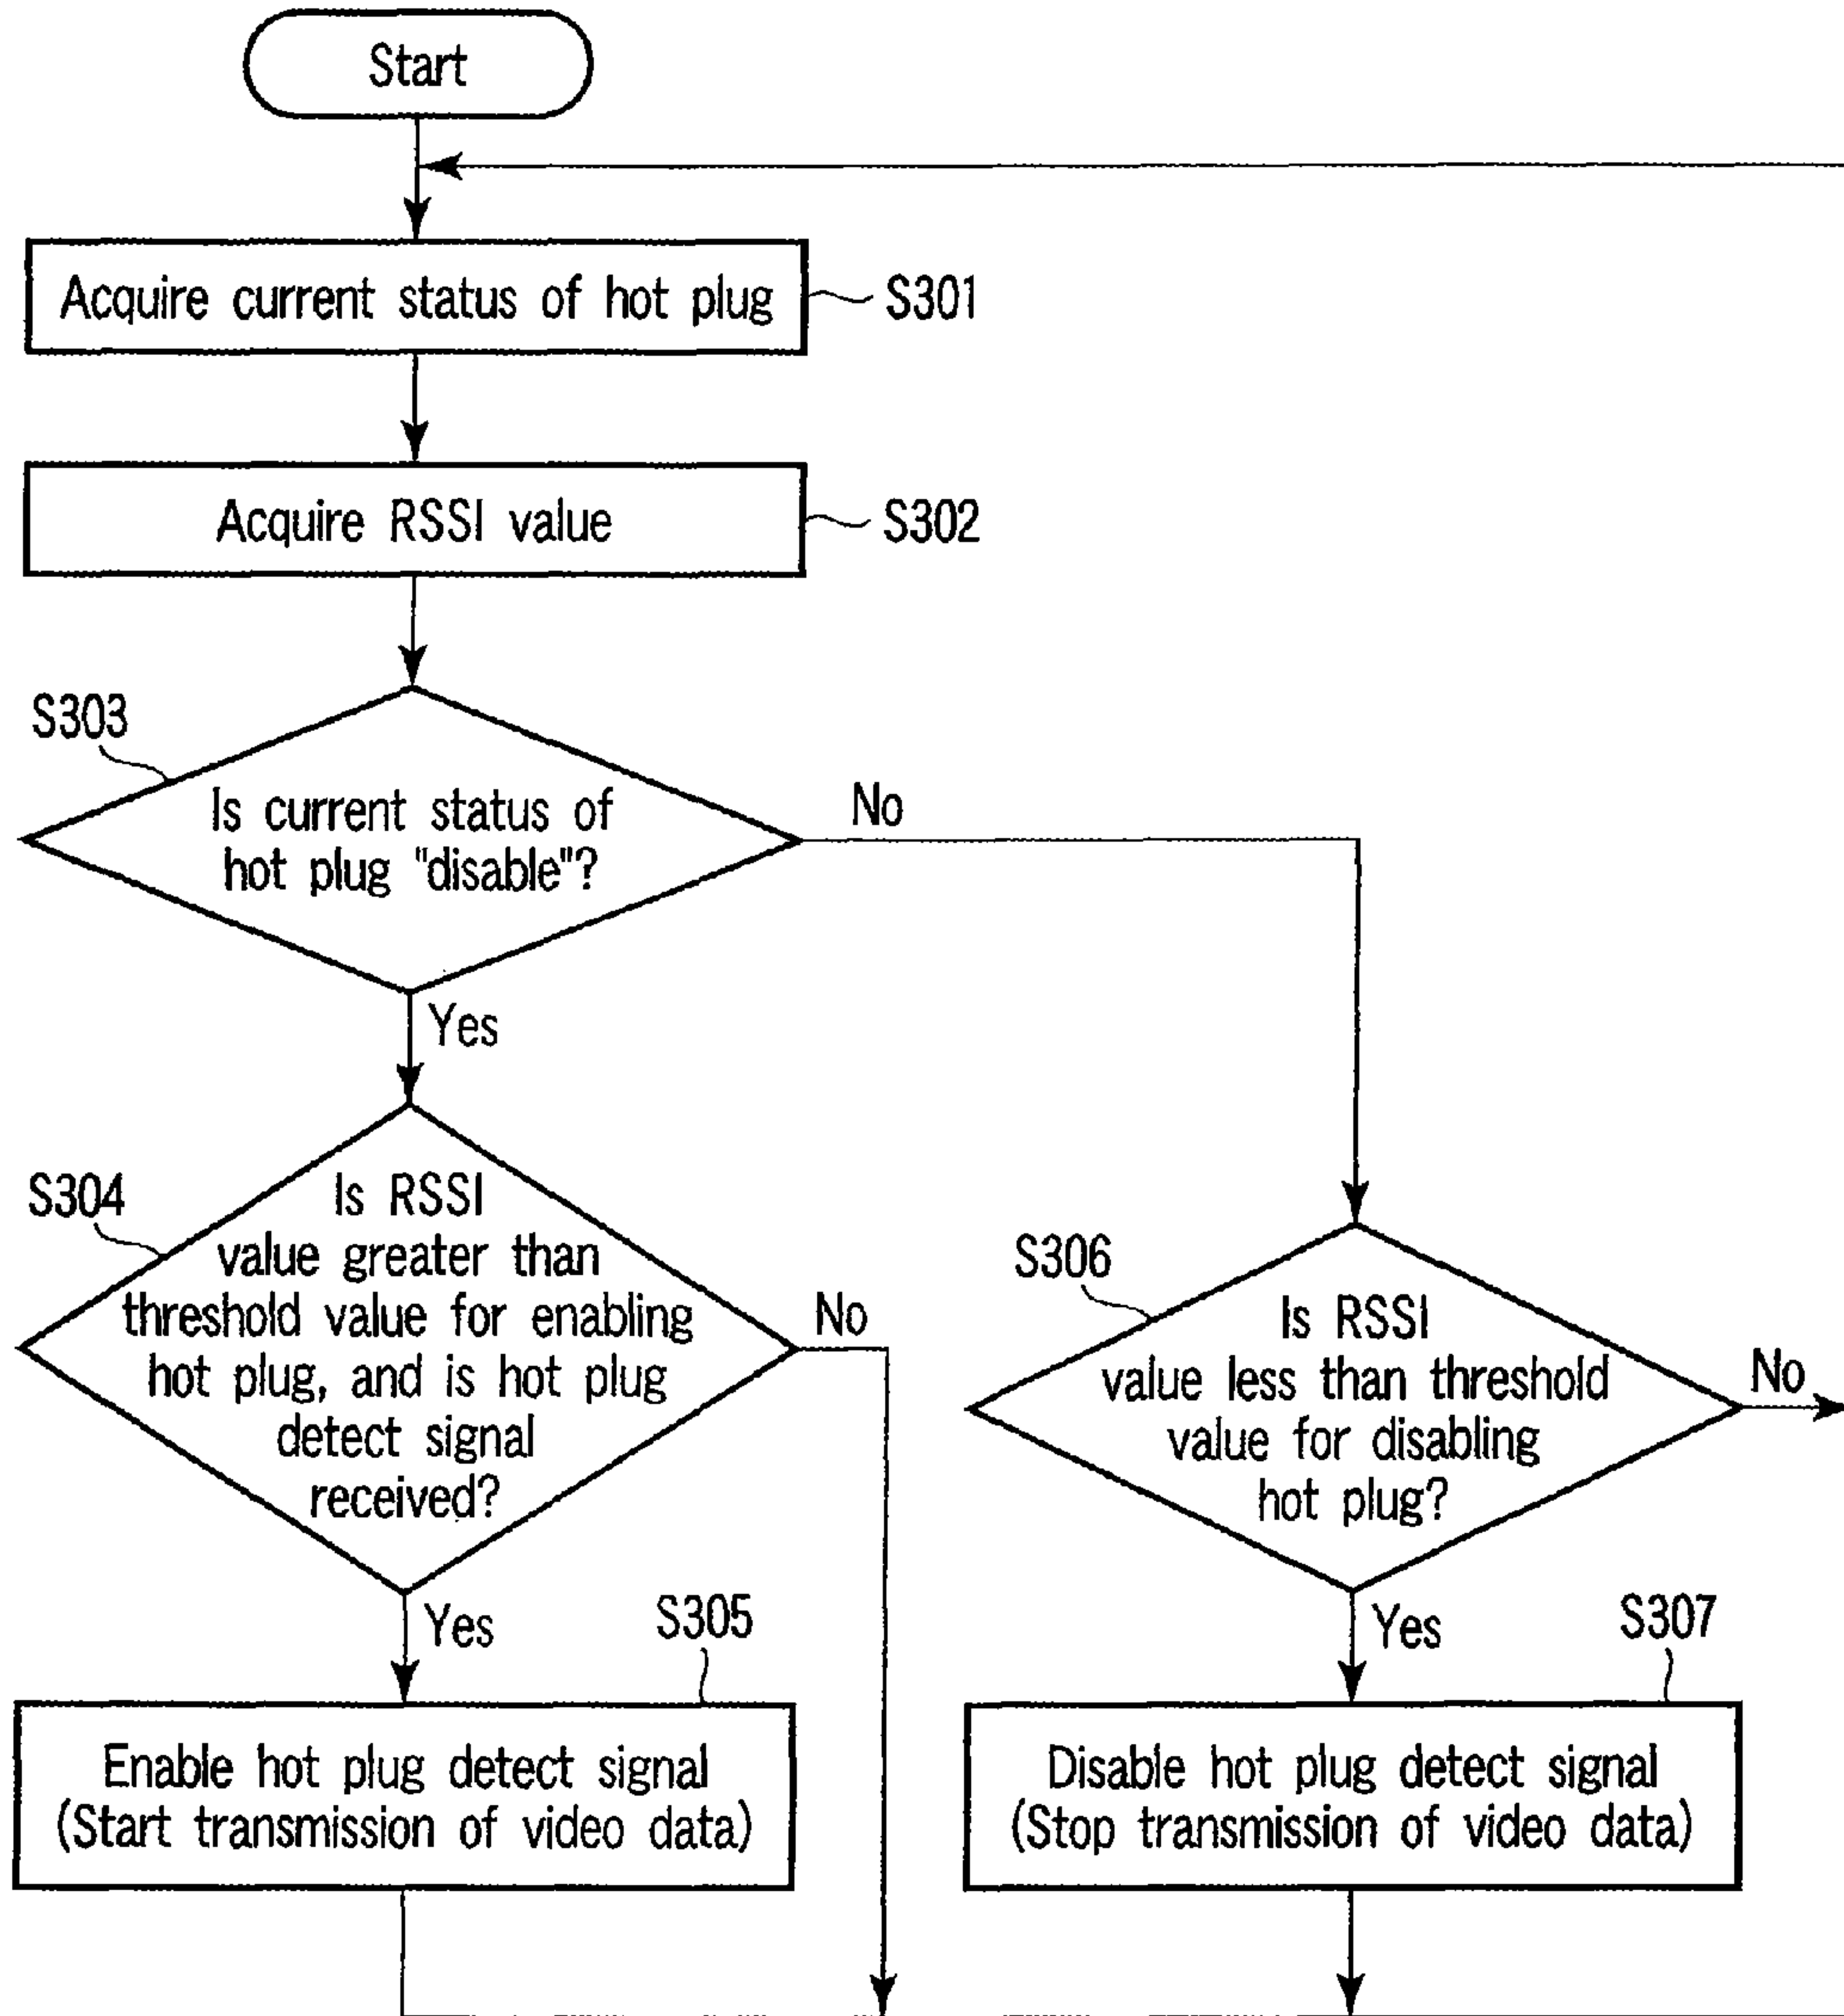 Start
Acquire current status of hot plug
S301
Acquire RSSI value
S302
S303
Is current status of
hot plug "disable"?
No
Yes
S304
Is RSSI
value greater than
threshold value for enabling
hot plug, and is hot plug
detect signal
received?
No
S306
Is RSSI
value less than threshold
value for disabling
hot plug?
No
Yes
S305
Yes
S307
Enable hot plug detect signal
(Start transmission of video data)
Disable hot plug detect signal
(Stop transmission of video data)